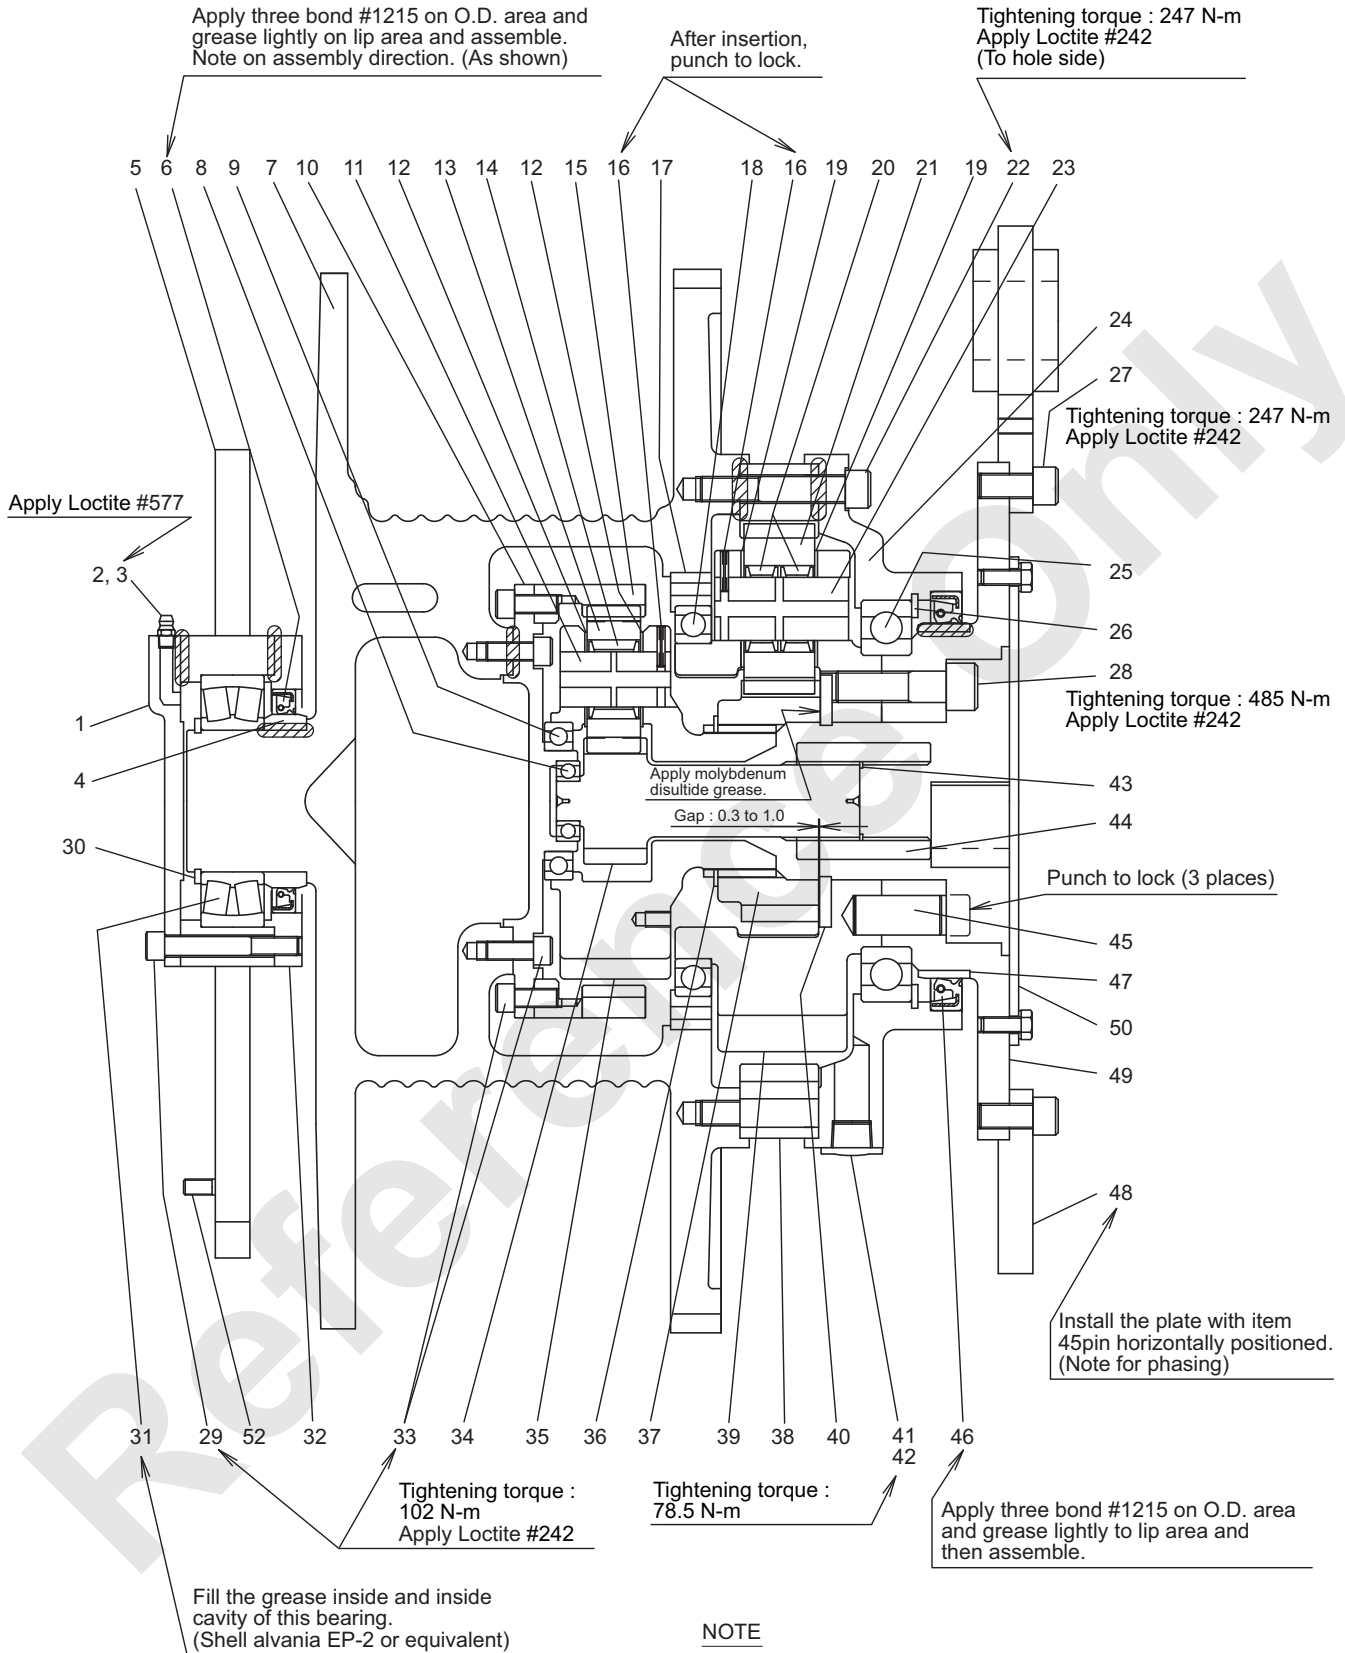 Apply three bond #1215 on O.D. area and
grease lightly on lip area and assemble.
Note on assembly direction. (As shown)
After insertion,
punch to lock.
Tightening torque : 247 N-m
Apply Loctite #242
(To hole side)
5 6 8 9 7 10 11 12 13 14 12 15 16 17 18 16 19 20 21 19 22 23
24
27
Tightening torque : 247 N-m
Apply Loctite #242
Apply Loctite #577
2, 3
25
26
28
Tightening torque : 485 N-m
Apply Loctite #242
1
4
Apply molybdenum
disultide grease.
43
Gap : 0.3 to 1.0
44
30
Punch to lock (3 places)
45
47
50
49
48
Install the plate with item
45pin horizontally positioned.
(Note for phasing)
31 29 52 32 33 34 35 36 37 39 38 40 41 46
42
Tightening torque :
102 N-m
Apply Loctite #242
Tightening torque :
78.5 N-m
Apply three bond #1215 on O.D. area
and grease lightly to lip area and
then assemble.
Fill the grease inside and inside
cavity of this bearing.
(Shell alvania EP-2 or equivalent)
NOTE
Reference Only